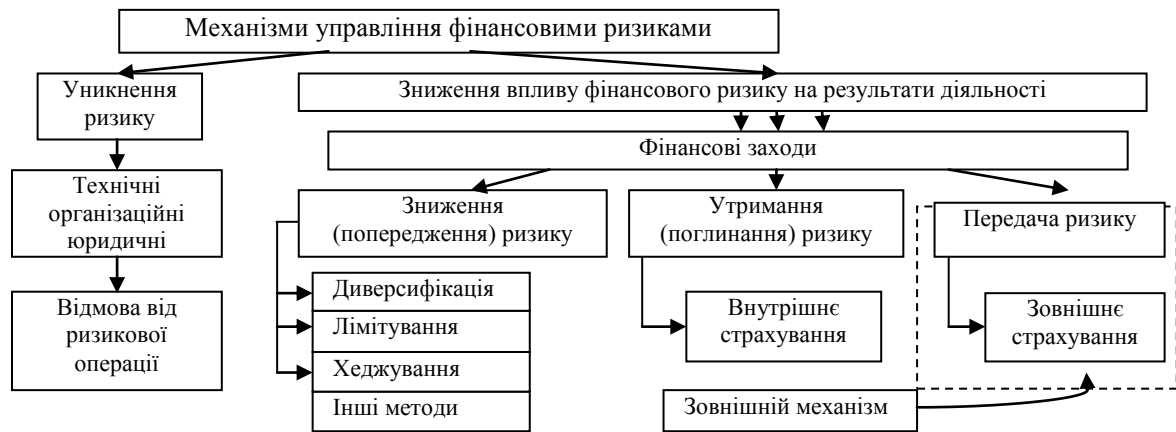 Механізми управління фінансовими ризиками
Уникнення
ризику
Зниження впливу фінансового ризику на результати діяльності
Фінансові заходи
Технічні
організаційні
юридичні
Зниження
(попередження) ризику
Утримання
(поглинання) ризику
Передача ризику
Відмова від
ризикової
операції
Диверсифікація
Лімітування
Хеджування
Інші методи
Внутрішнє
страхування
Зовнішнє
страхування
Зовнішній механізм